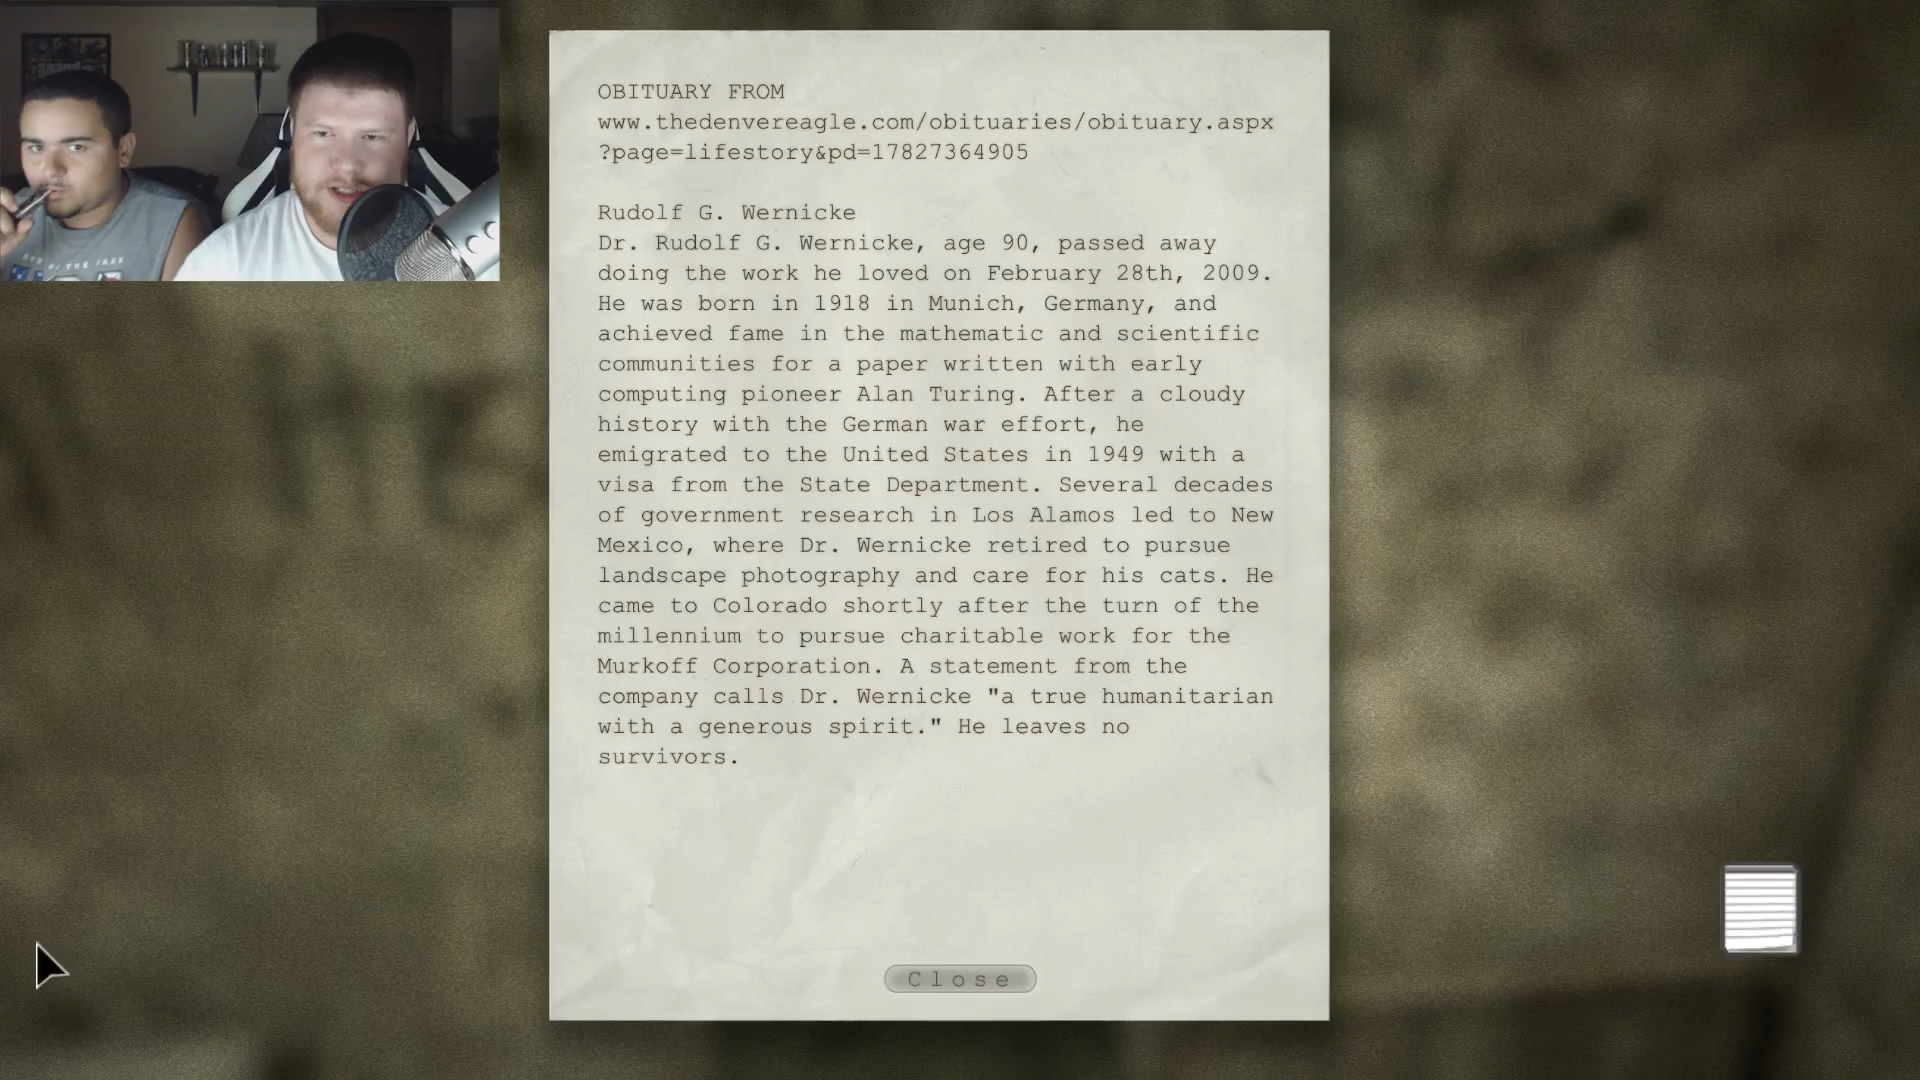 OBITUARY FROM
www.thedenvereagle.com/obituaries/obituary.aspx
?page=lifestory&pd=17827364905
Rudolf G. Wernicke
Dr. Rudolf G. Wernicke, age 90, passed away
doing the work he loved on February 28th, 2009.
He was born in 1918 in Munich, Germany, and
achieved fame in the mathematic and scientific
communities for a paper written with early
computing pioneer Alan Turing. After a cloudy
history with the German war effort, he
emigrated to the United States in 1949 with a
visa from the State Department. Several decades
of government research in Los Alamos led to New
Mexico, where Dr. Wernicke retired to pursue
landscape photography and care for his cats. He
came to Colorado shortly after the turn of the
millennium to pursue charitable work for the
Murkoff Corporation. A statement from the
company calls Dr. Wernicke "a true humanitarian
with a generous spirit." He leaves no
survivors.
Close